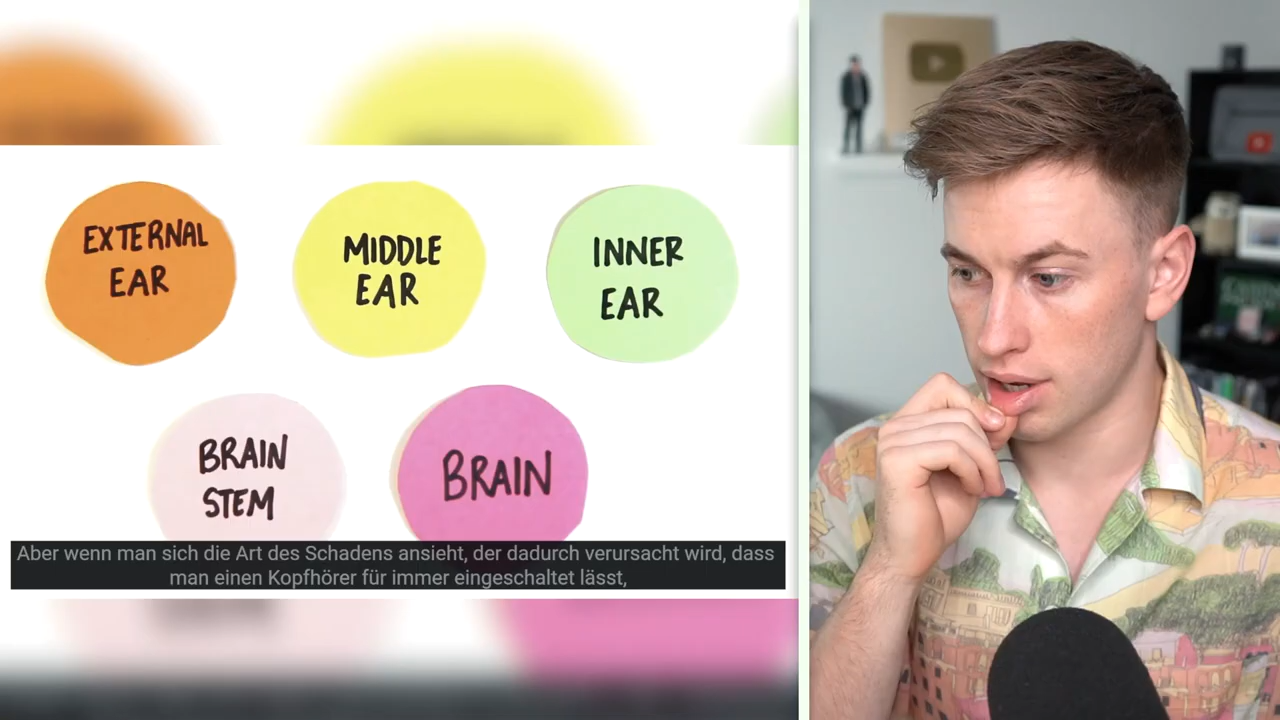 EXTERNAL
EAR
MIDDLE
EAR
INNER
EAR
BRAIN
STEM
BRAIN
Aber wenn man sich die Art des Schadens ansieht, der dadurch verursacht wird, dass
man einen Kopfhörer für immer eingeschaltet lässt,